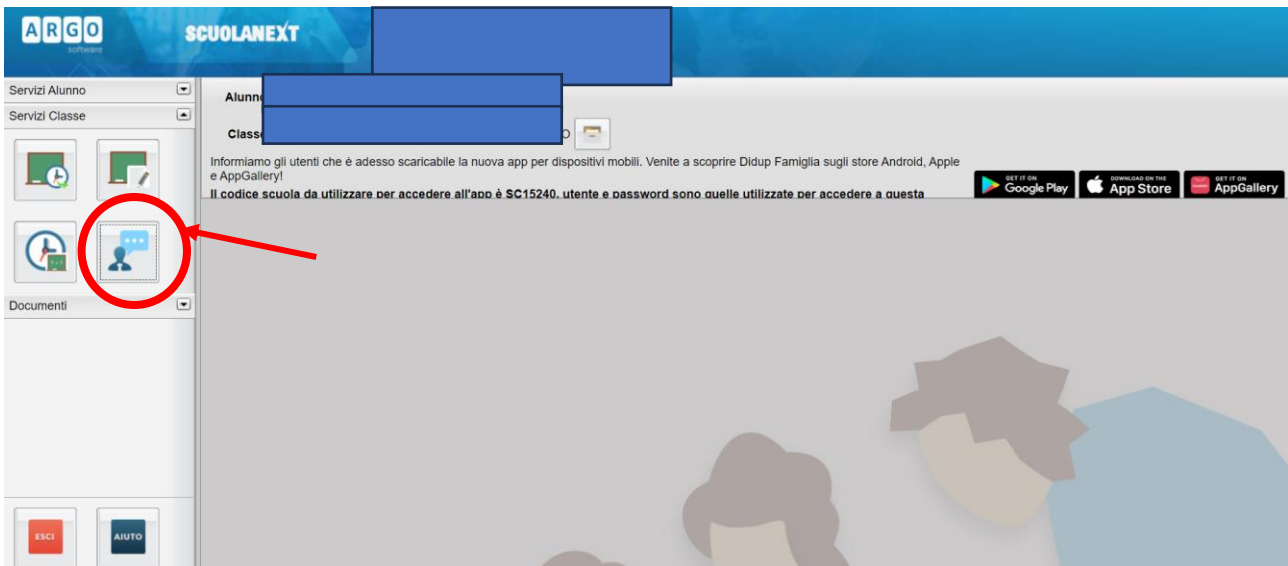 ARGO
software
SCUOLANEXT
Servizi Alunno
Servizi Classe
Documenti
ESCI
AIUTO
Informiamo gli utenti che è adesso scaricabile la nuova app per dispositivi mobili. Venite a scoprire Didup Famiglia sugli store Android, Apple
e AppGallery!
Il codice scuola da utilizzare per accedere all'app è SC15240, utente e password sono quelle utilizzate per accedere a questa
GET IT ON
Google Play
DOWNLOAD ON THE
App Store
GET IT ON
AppGallery